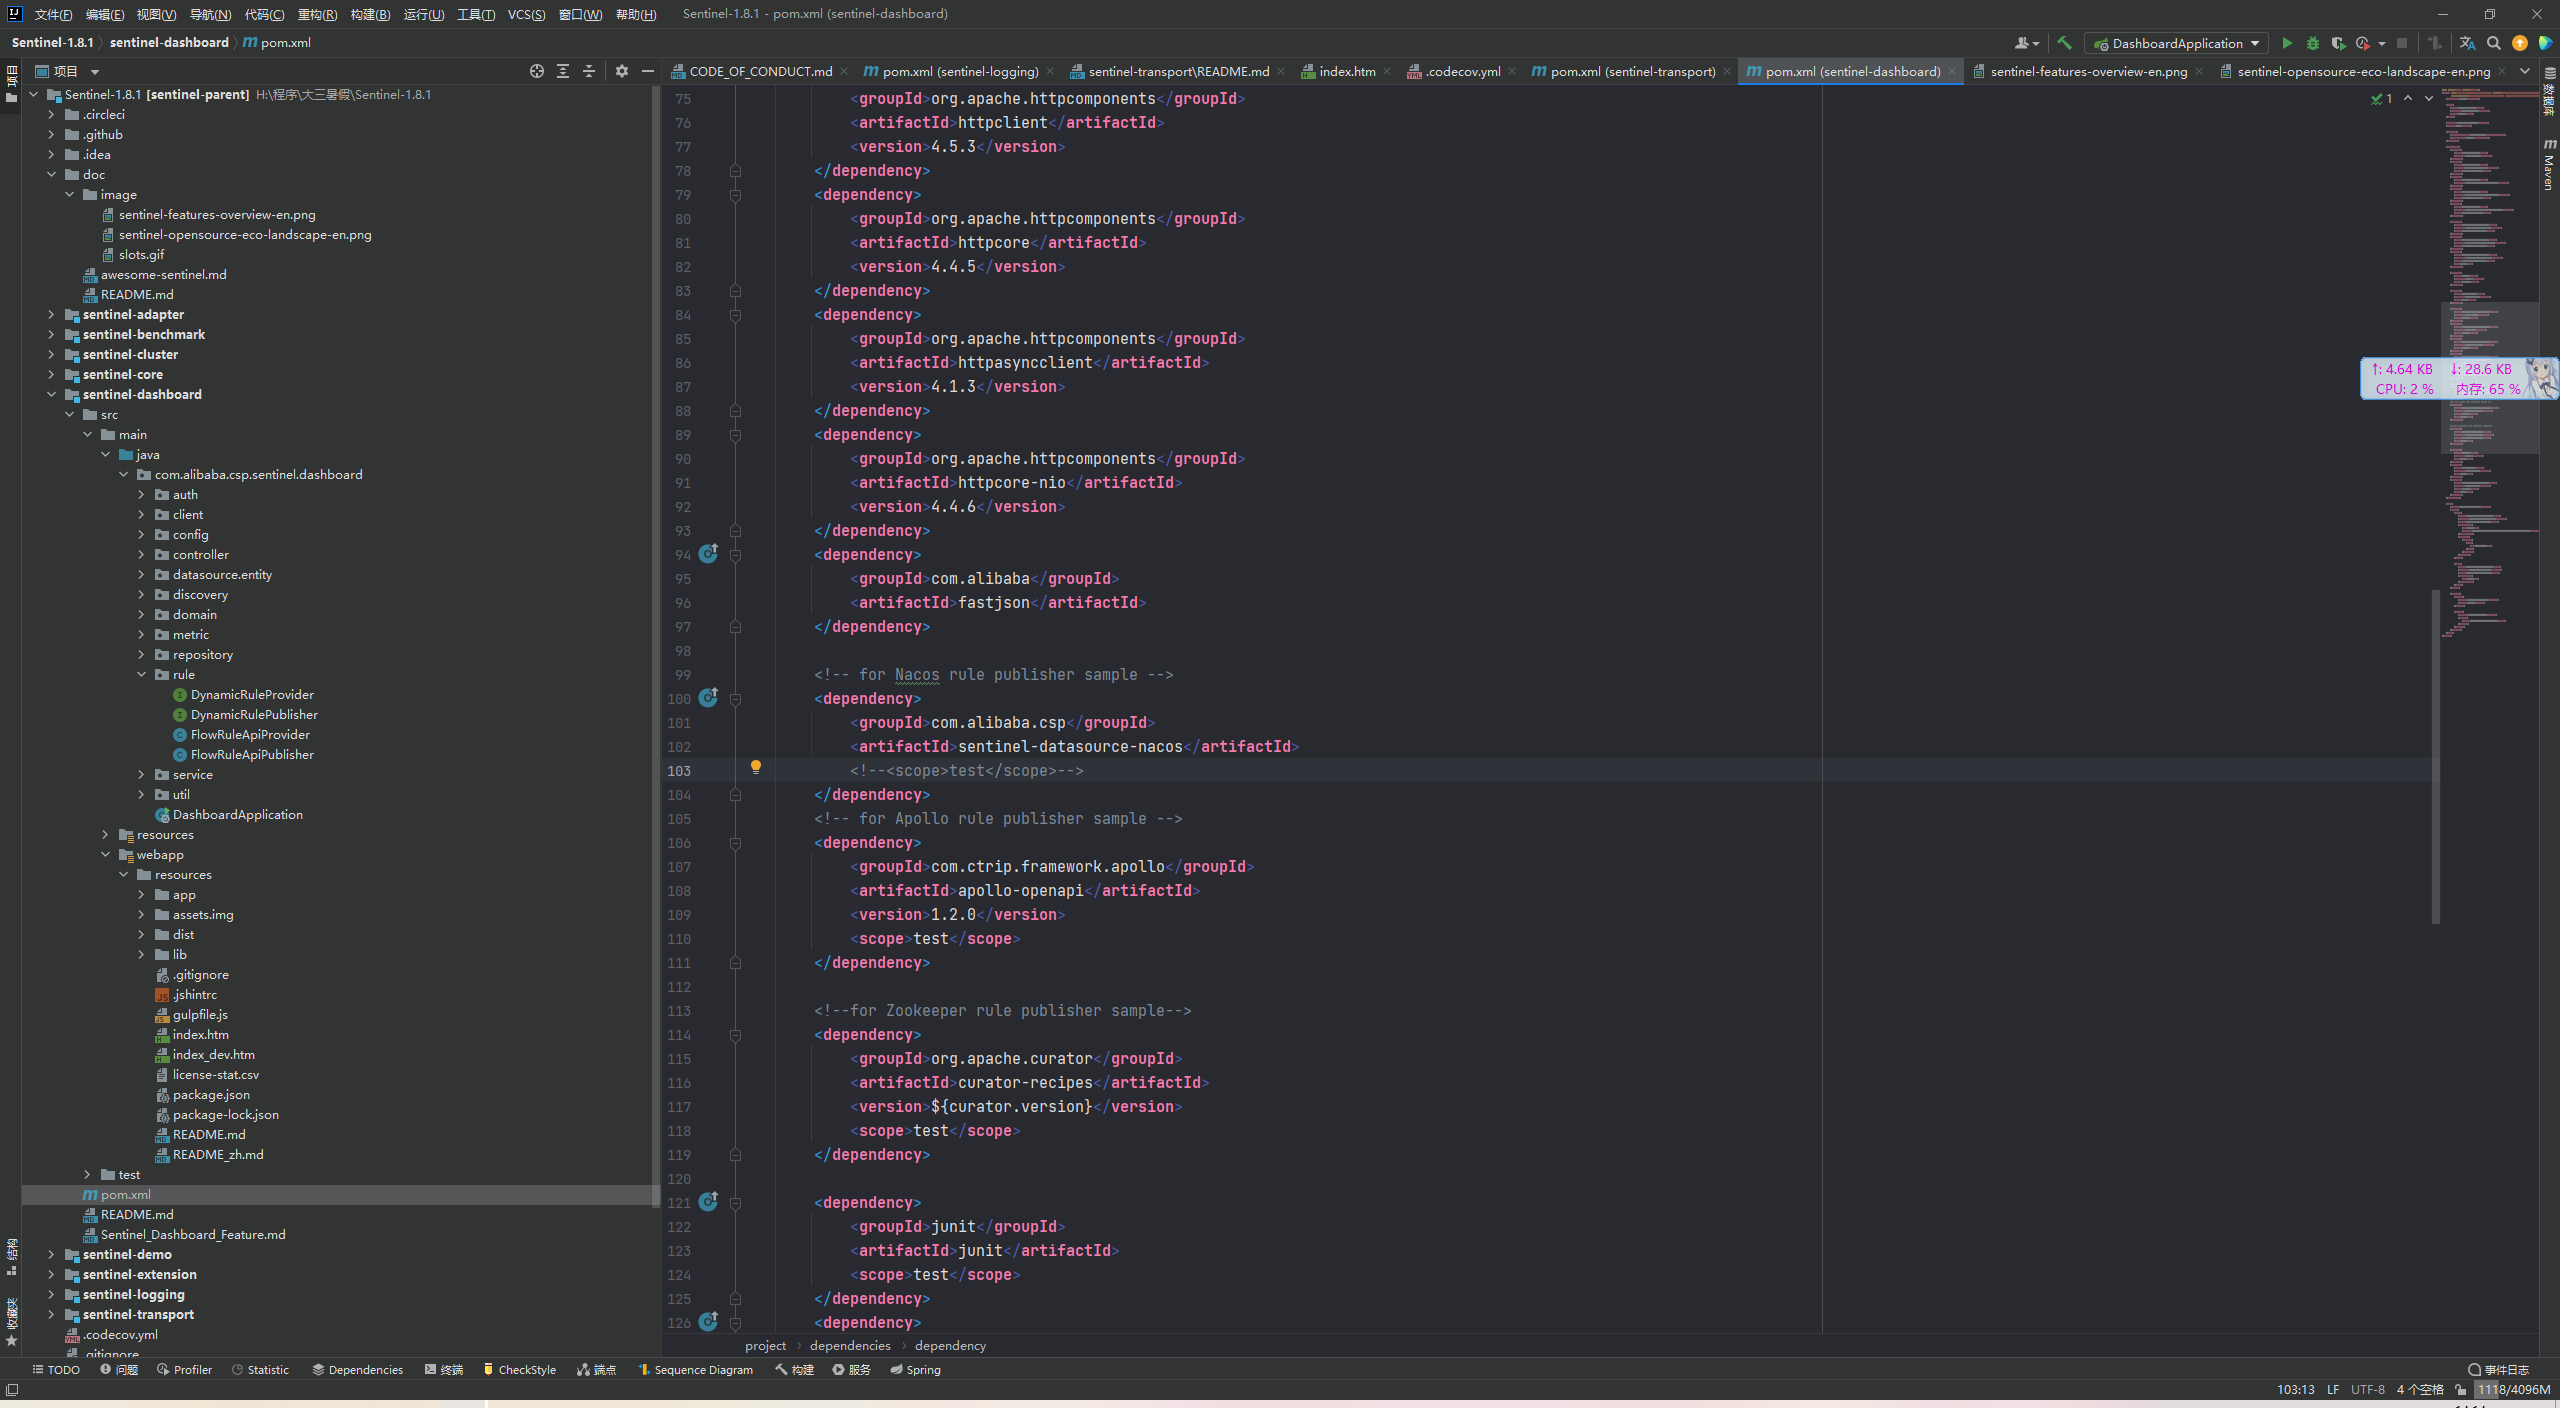 文件(F) 编辑(E) 视图(V) 导航(N) 代码(C) 重构(R) 构建(B) 运行(U) 工具(T) VCS(S) 窗口(W) 帮助(H) Sentinel-1.8.1 - pom.xml (sentinel-dashboard)
Sentinel-1.8.1 sentinel-dashboard pom.xml
DashboardApplication
项目
CODE_OF_CONDUCT.md pom.xml (sentinel-logging) sentinel-transport\README.md index.htm .codecov.yml pom.xml (sentinel-transport) pom.xml (sentinel-dashboard) sentinel-features-overview-en.png sentinel-opensource-eco-landscape-en.png
项目
结构
收藏夹
数据库
Maven
Sentinel-1.8.1 [sentinel-parent] H:\程序\大三暑假\Sentinel-1.8.1
.circleci
.github
.idea
doc
image
sentinel-features-overview-en.png
sentinel-opensource-eco-landscape-en.png
slots.gif
awesome-sentinel.md
README.md
sentinel-adapter
sentinel-benchmark
sentinel-cluster
sentinel-core
sentinel-dashboard
src
main
java
com.alibaba.csp.sentinel.dashboard
auth
client
config
controller
datasource.entity
discovery
domain
metric
repository
rule
DynamicRuleProvider
DynamicRulePublisher
FlowRuleApiProvider
FlowRuleApiPublisher
service
util
DashboardApplication
resources
webapp
resources
app
assets.img
dist
lib
.gitignore
.jshintrc
gulpfile.js
index.htm
index_dev.htm
license-stat.csv
package.json
package-lock.json
README.md
README_zh.md
test
pom.xml
README.md
Sentinel_Dashboard_Feature.md
sentinel-demo
sentinel-extension
sentinel-logging
sentinel-transport
.codecov.yml
.gitignore
75 <groupId>org.apache.httpcomponents</groupId>
76 <artifactId>httpclient</artifactId>
77 <version>4.5.3</version>
78 </dependency>
79 <dependency>
80 <groupId>org.apache.httpcomponents</groupId>
81 <artifactId>httpcore</artifactId>
82 <version>4.4.5</version>
83 </dependency>
84 <dependency>
85 <groupId>org.apache.httpcomponents</groupId>
86 <artifactId>httpasyncclient</artifactId>
87 <version>4.1.3</version>
88 </dependency>
89 <dependency>
90 <groupId>org.apache.httpcomponents</groupId>
91 <artifactId>httpcore-nio</artifactId>
92 <version>4.4.6</version>
93 </dependency>
94 <dependency>
95 <groupId>com.alibaba</groupId>
96 <artifactId>fastjson</artifactId>
97 </dependency>
98
99 <!-- for Nacos rule publisher sample -->
100 <dependency>
101 <groupId>com.alibaba.csp</groupId>
102 <artifactId>sentinel-datasource-nacos</artifactId>
103 <!--<scope>test</scope>-->
104 </dependency>
105 <!-- for Apollo rule publisher sample -->
106 <dependency>
107 <groupId>com.ctrip.framework.apollo</groupId>
108 <artifactId>apollo-openapi</artifactId>
109 <version>1.2.0</version>
110 <scope>test</scope>
111 </dependency>
112
113 <!--for Zookeeper rule publisher sample-->
114 <dependency>
115 <groupId>org.apache.curator</groupId>
116 <artifactId>curator-recipes</artifactId>
117 <version>${curator.version}</version>
118 <scope>test</scope>
119 </dependency>
120
121 <dependency>
122 <groupId>junit</groupId>
123 <artifactId>junit</artifactId>
124 <scope>test</scope>
125 </dependency>
126 <dependency>
1
↑: 4.64 KB ↓: 28.6 KB
CPU: 2 % 内存: 65 %
project dependencies dependency
TODO 问题 Profiler Statistic Dependencies 终端 CheckStyle 端点 Sequence Diagram 构建 服务 Spring 事件日志
103:13 LF UTF-8 4 个空格 1118/4096M